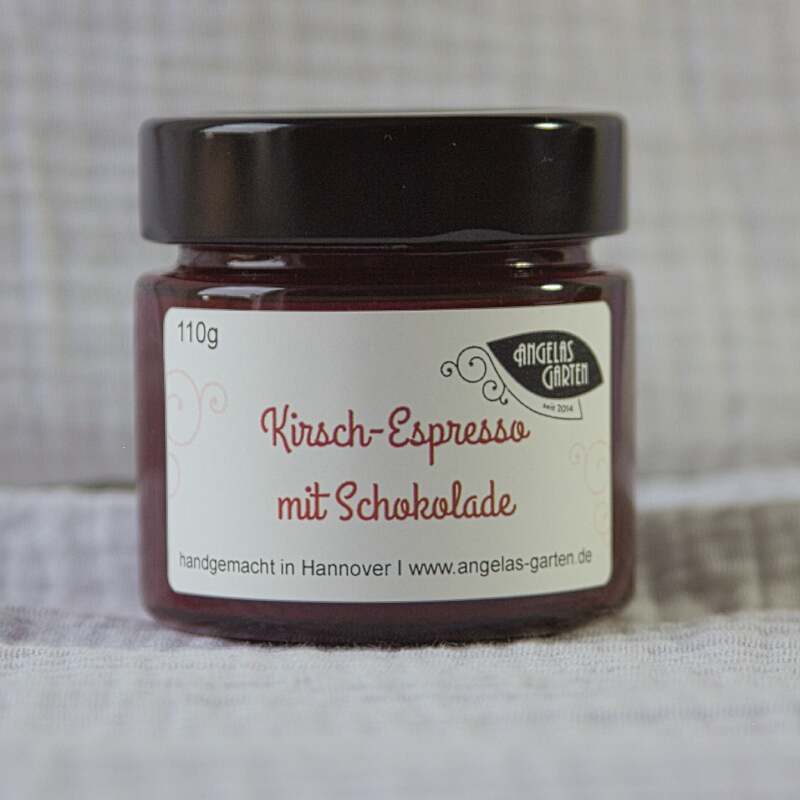 110g
ANGELAS
GARTEN
seit 2014
Kirsch-Espresso
mit Schokolade
handgemacht in Hannover I www.angelas-garten.de